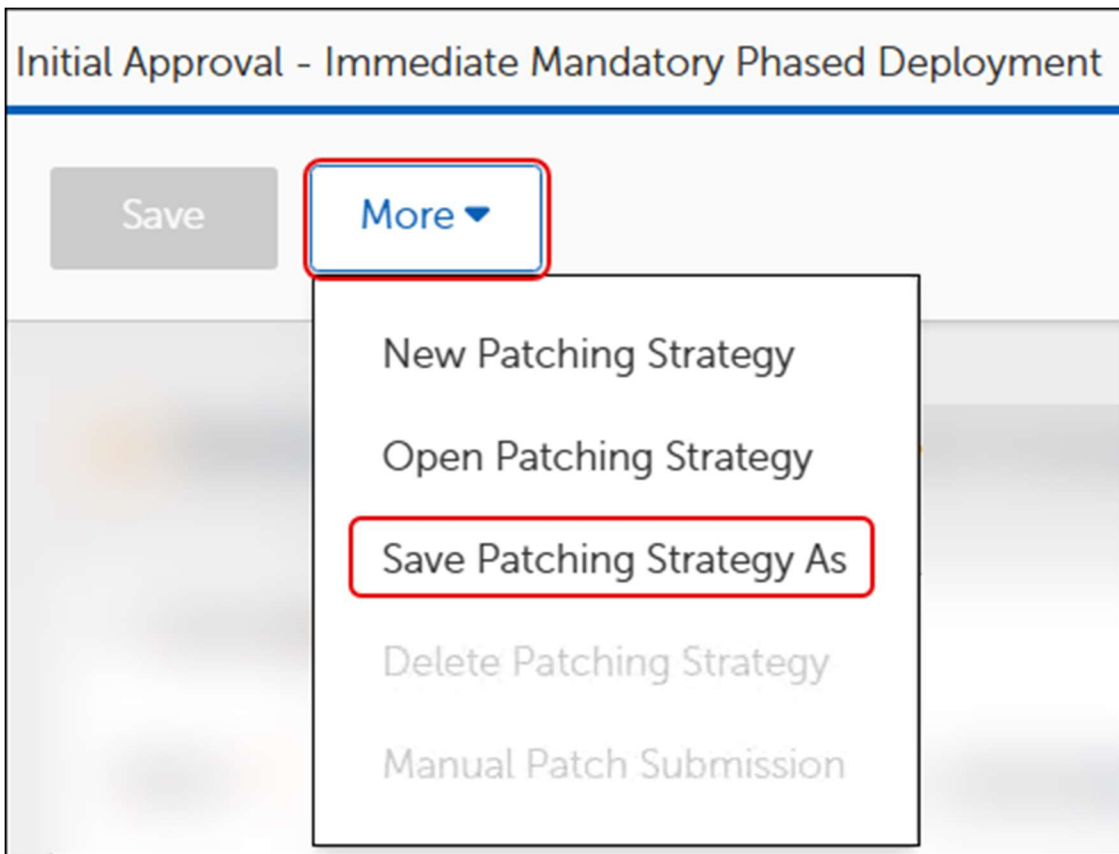 Initial Approval - Immediate Mandatory Phased Deployment
Save
More
New Patching Strategy
Open Patching Strategy
Save Patching Strategy As
Delete Patching Strategy
Manual Patch Submission